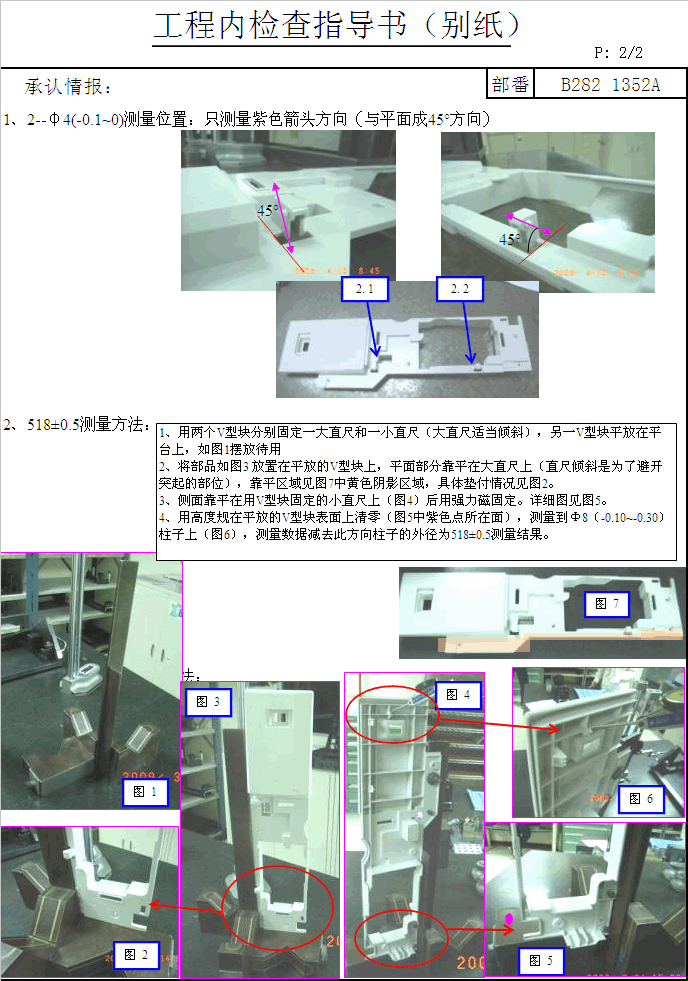 工程内检查指导书（别纸）
P: 2/2
承认情报：
部番
B282 1352A
1、2--Φ4(-0.1~0)测量位置：只测量紫色箭头方向（与平面成45°方向）
45°
8:45
45°
2.1
2.2
2、518±0.5测量方法：
1、用两个V型块分别固定一大直尺和一小直尺（大直尺适当倾斜），另一V型块平放在平
台上，如图1摆放待用
2、将部品如图3 放置在平放的V型块上，平面部分靠平在大直尺上（直尺倾斜是为了避开
突起的部位），靠平区域见图7中黄色阴影区域，具体垫付情况见图2。
3、侧面靠平在用V型块固定的小直尺上（图4）后用强力磁固定。详细图见图5。
4、用高度规在平放的V型块表面上清零（图5中紫色点所在面），测量到Φ8（-0.10~-0.30）
柱子上（图6），测量数据减去此方向柱子的外径为518±0.5测量结果。
图 7
法：
图 3
图 4
2009
图 1
图 6
图 2
图 5
20
200